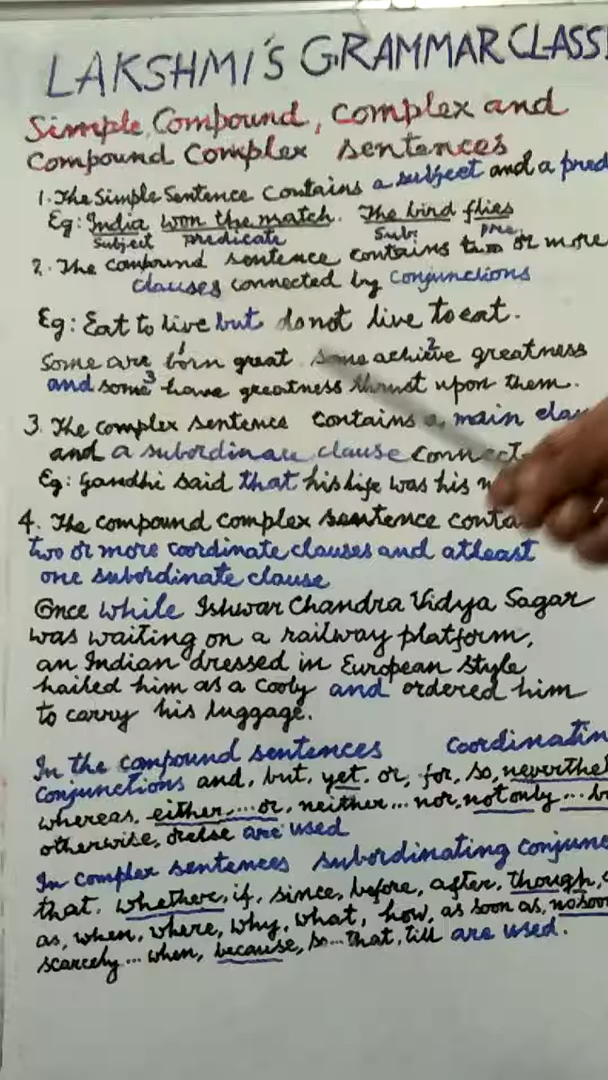 LAKSHMI'S GRAMMAR CLASS
Simple, Compound, Complex and
Compound Complex sentences
1. The Simple Sentence Contains a subject and a pred
Eg: India won the match. The bird flies
Subject predicate Sub: Pre
2. The compound sentence contains two or more
clauses connected by conjunctions
Eg: Eat to live but do not live to eat.
1
Some are born great some achieve greatness
2
and some have greatness thrust upon them.
3
3. The complex sentence contains a main clau
and a subordinate clause connect
Eg: Gandhi said that his life was his
4. The compound complex sentence conta
two or more coordinate clauses and atleast
one subordinate clause
Once while Ishwar Chandra Vidya Sagar
was waiting on a railway platform,
an Indian dressed in European style
hailed him as a Cooly and ordered him
to carry his luggage.
In the compound sentences Coordinatin
Conjunctions and, but, yet, or, for, so, neverthe
whereas, either...or, neither... nor, not only ... b
otherwise, orelse are used
In complex sentences subordinating conjunc
that, whether, if, since, before, after, though,
as, when, where, why, what, how, as soon as, no soo
scarcely... when, because, so... that, till are used.